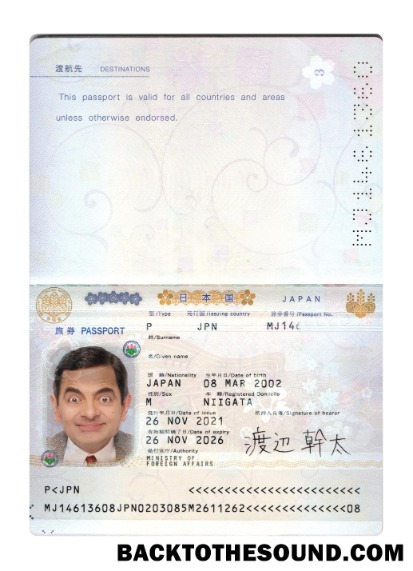 渡航先 DESTINATIONS
This passport is valid for all countries and areas
unless otherwise endorsed.
日本国 JAPAN
型/Type 発行国/Issuing country 旅券番号/Passport No.
旅券 PASSPORT P JPN MJ146
姓/Surname
名/Given name
国籍/Nationality 生年月日/Date of birth
JAPAN 08 MAR 2002
性別/Sex 本籍/Registered Domicile
M NIIGATA
発行年月日/Date of issue 所持人自署/Signature of bearer
26 NOV 2021
有効期間満了日/Date of expiry
26 NOV 2026
渡辺 幹太
発行官庁/Authority
MINISTRY OF
FOREIGN AFFAIRS
P<JPN <<<<<<<<<<<<<<<<<<<<<<<<
MJ14613608JPN0203085M2611262<<<<<<<<<<<<<<08
BACKTOTHESOUND.COM